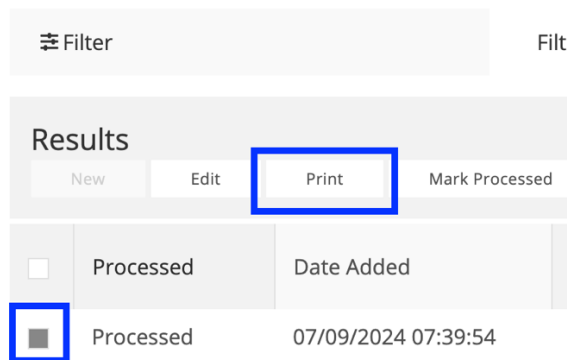 Filter Filt
Results
New Edit Print Mark Processed
Processed Date Added
Processed 07/09/2024 07:39:54